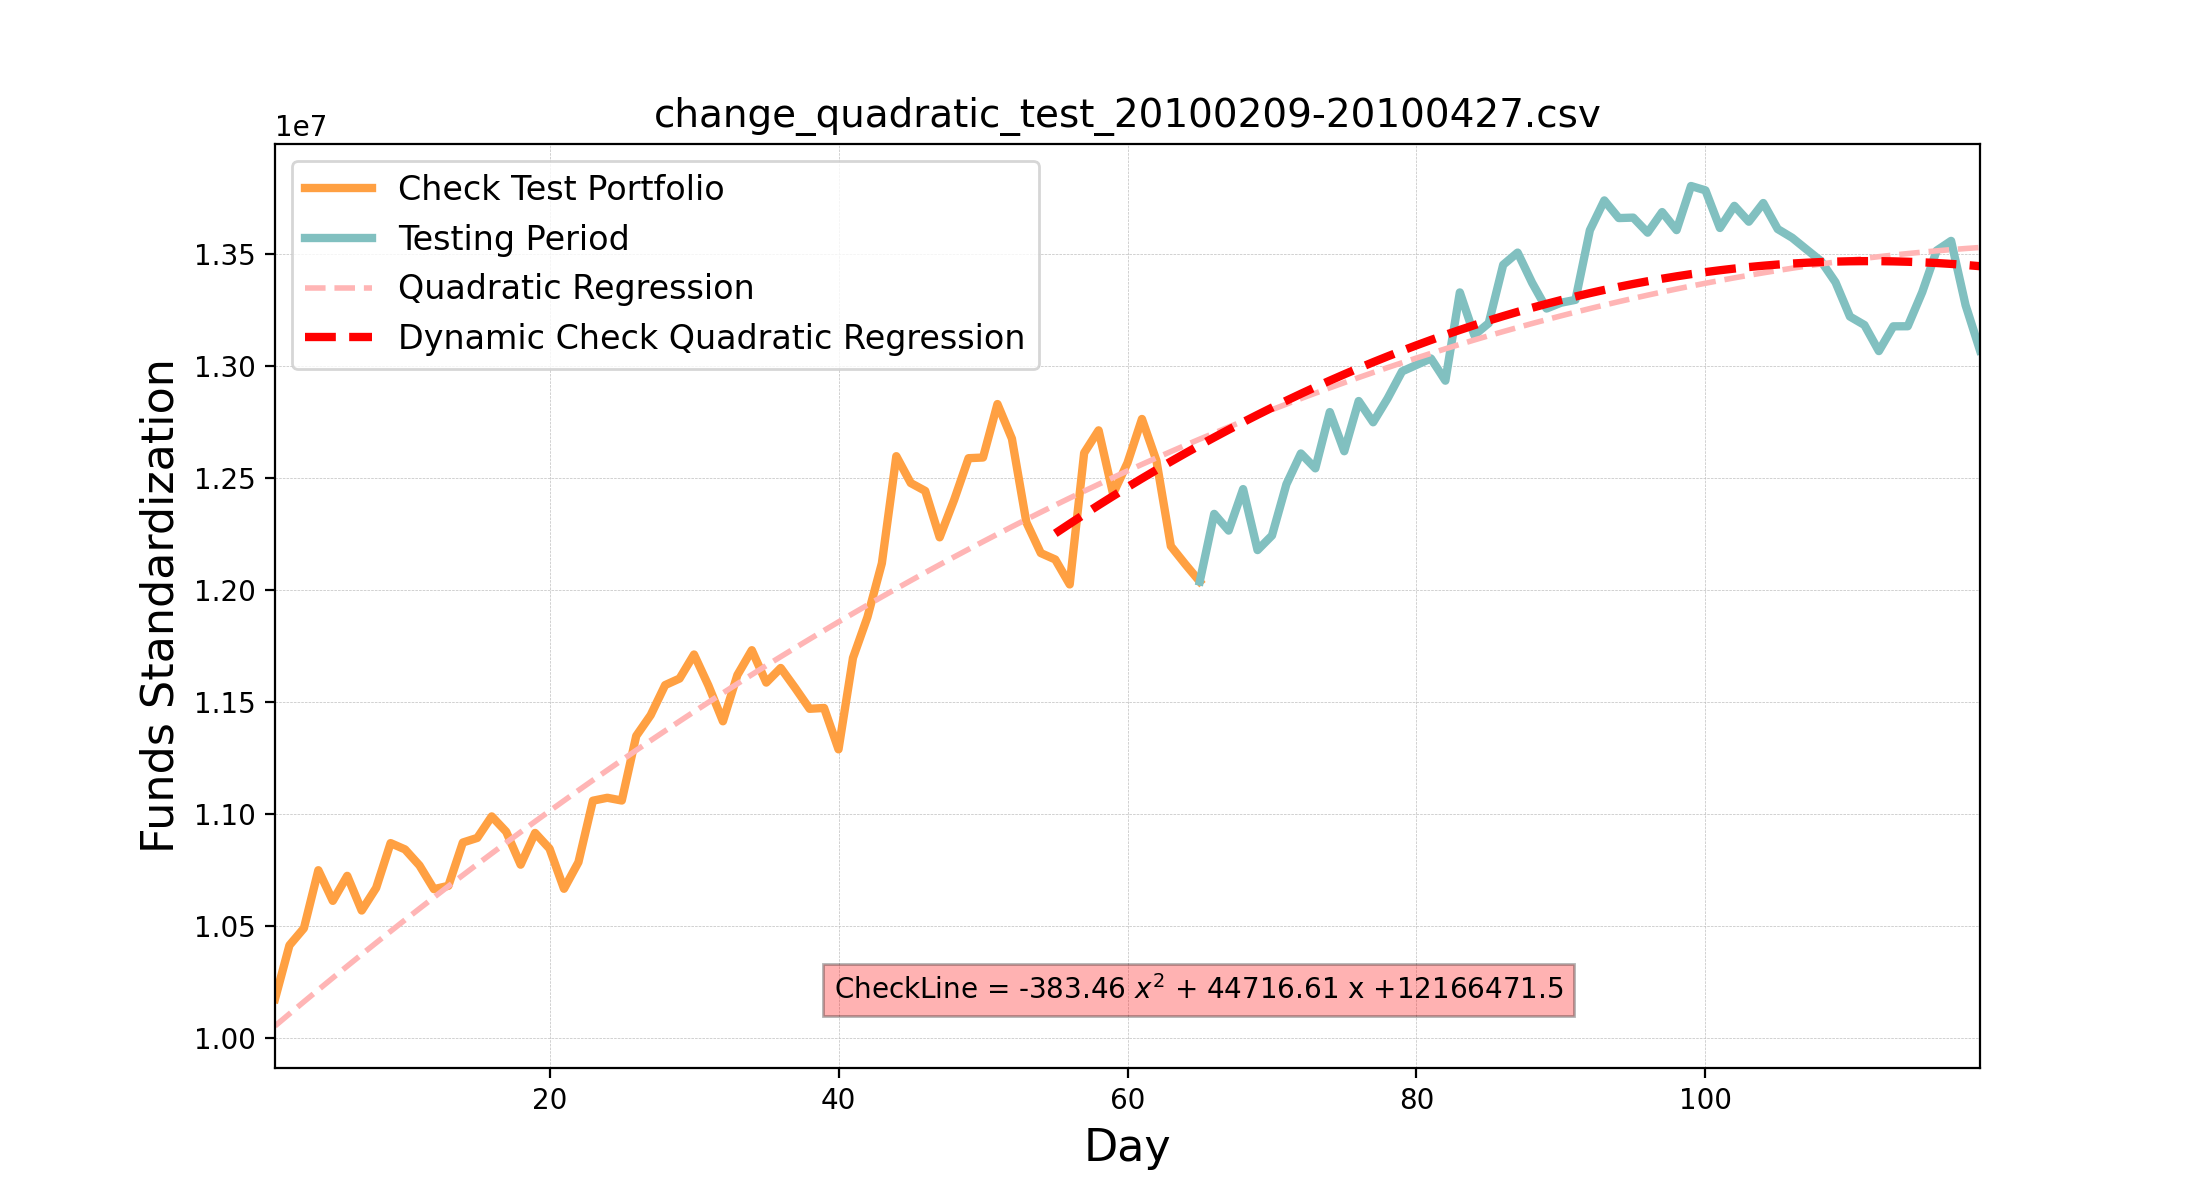 change_quadratic_test_20100209-20100427.csv
1e7
Check Test Portfolio
Testing Period
Quadratic Regression
Dynamic Check Quadratic Regression
1.35
1.30
1.25
1.20
1.15
1.10
1.05
1.00
Funds Standardization
CheckLine = -383.46 x² + 44716.61 x +12166471.5
20 40 60 80 100
Day